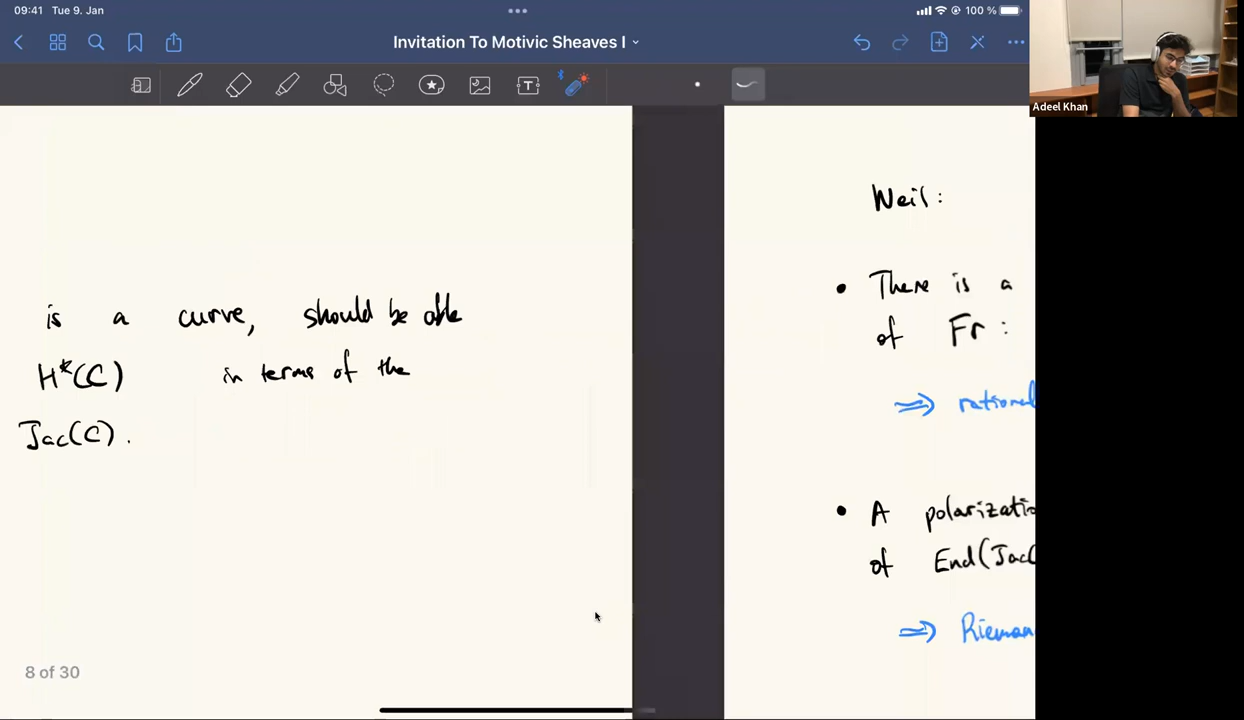 09:41 Tue 9. Jan
100 %
Invitation To Motivic Sheaves I
T
Adeel Khan
is a curve, should be able
H*(C) in terms of the
Jac(C).
8 of 30
Weil:
• There is a
of Fr:
⇒ rational
• A polarizatio
of End(Jac(
⇒ Rieman